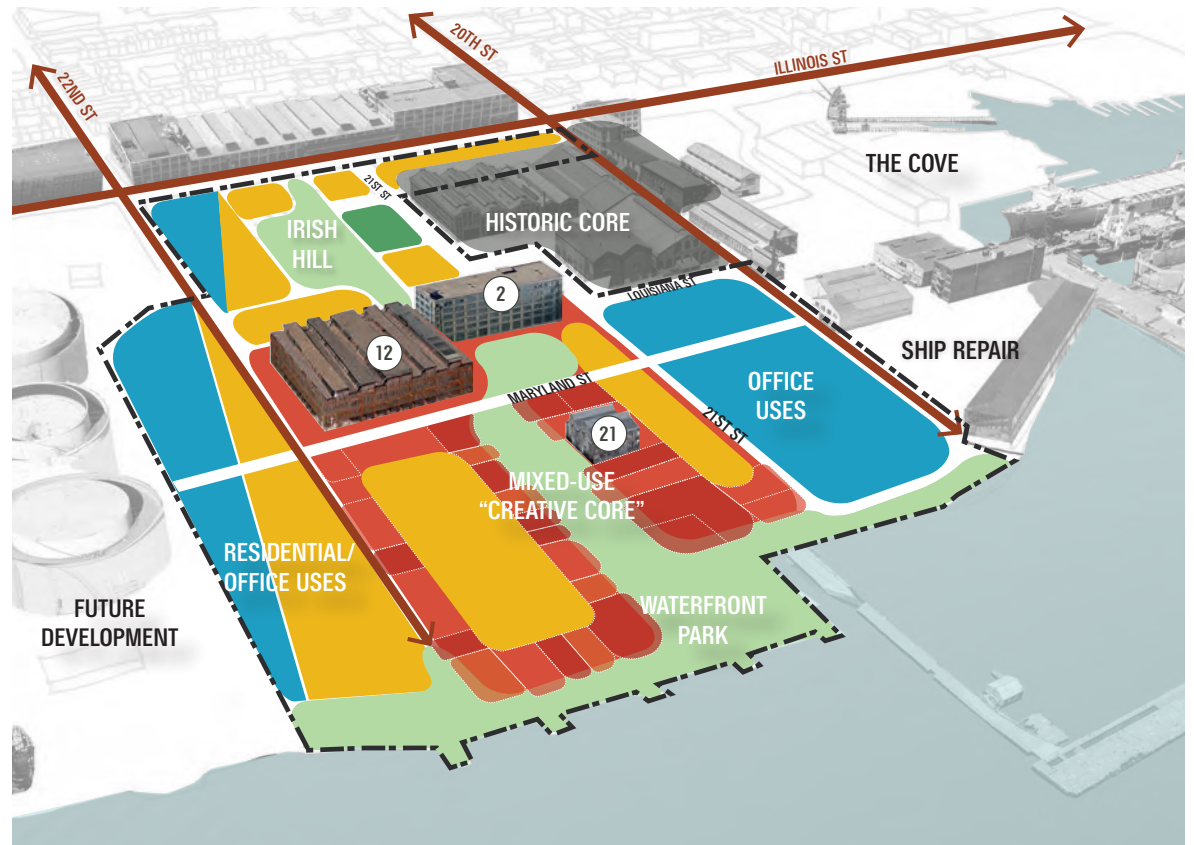 20TH ST
ILLINOIS ST
22ND ST
THE COVE
21ST ST
HISTORIC CORE
IRISH
HILL
2
LOUISIANA ST
12
SHIP REPAIR
OFFICE
USES
MARYLAND ST
21ST ST
21
MIXED-USE
“CREATIVE CORE”
RESIDENTIAL/
OFFICE USES
FUTURE
DEVELOPMENT
WATERFRONT
PARK